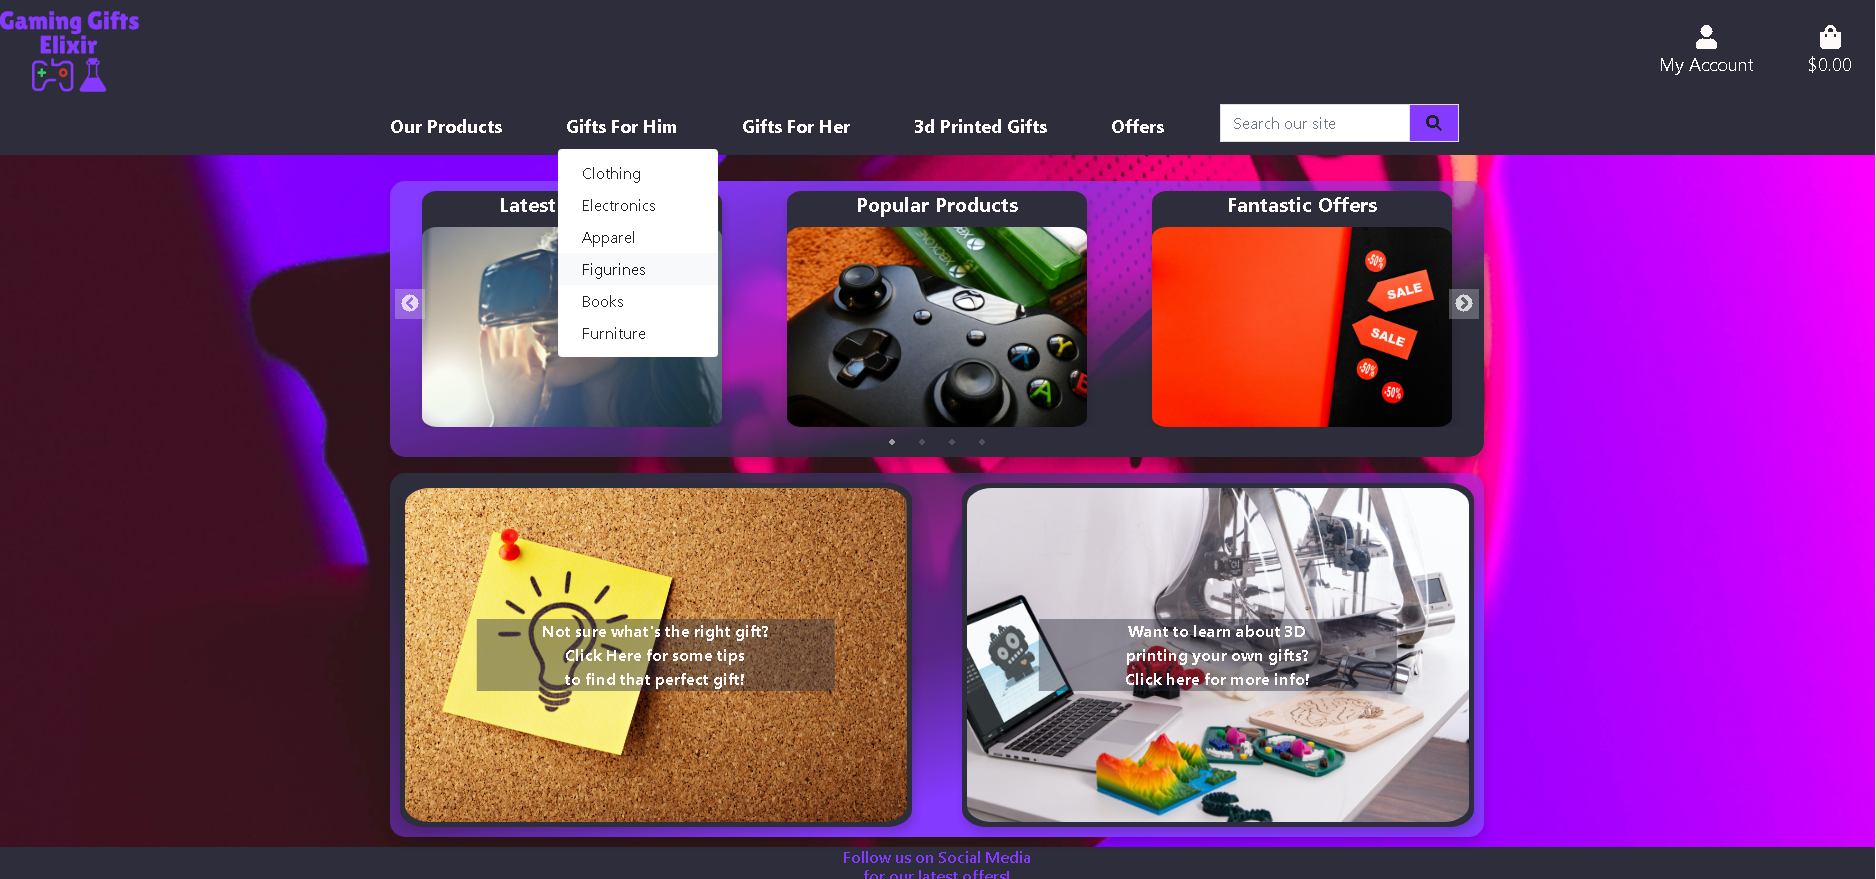 Gaming Gifts
Elixir
My Account
$0.00
Our Products
Gifts For Him
Gifts For Her
3d Printed Gifts
Offers
Search our site
Clothing
Electronics
Apparel
Figurines
Books
Furniture
Latest
Popular Products
Fantastic Offers
XBOX
X
Y
A
B
-50%
SALE
SALE
-50%
-50%
Not sure what's the right gift?
Click Here for some tips
to find that perfect gift!
Want to learn about 3D
printing your own gifts?
Click here for more info!
Follow us on Social Media
for our latest offers!